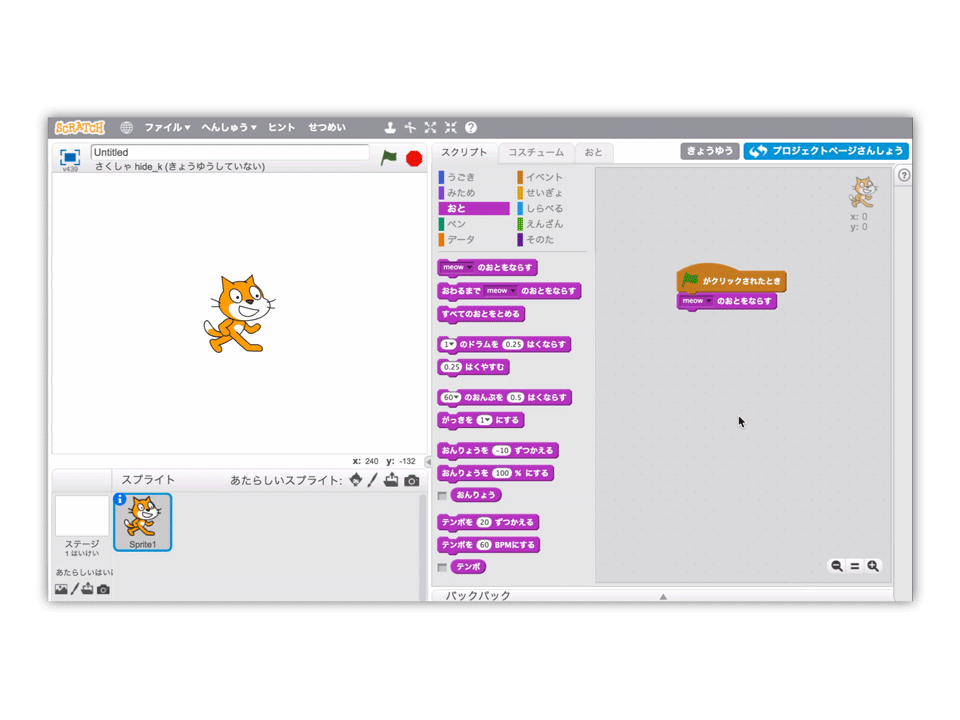 SCRATCH ファイル▼ へんしゅう▼ ヒント せつめい
v439 Untitled
さくしゃ hide_k (きょうゆうしていない)
スクリプト コスチューム おと きょうゆう プロジェクトページさんしょう
うごき イベント
みため せいぎょ
おと しらべる
ペン えんざん
データ そのた
x: 0
y: 0
meow のおとをならす
おわるまで meow のおとをならす
すべてのおとをとめる
1 のドラムを 0.25 はくならす
0.25 はくやすむ
60 のおんぷを 0.5 はくならす
がっきを 1 にする
おんりょうを -10 ずつかえる
おんりょうを 100 % にする
おんりょう
テンポを 20 ずつかえる
テンポを 60 BPMにする
テンポ
がクリックされたとき
meow のおとをならす
x: 240 y: -132
スプライト あたらしいスプライト:
ステージ
1 はいけい
Sprite1
あたらしいはい
バックパック